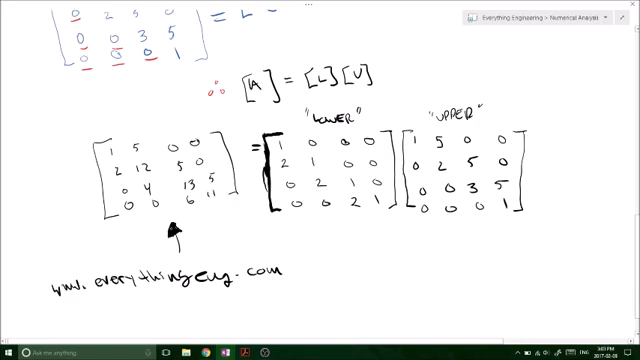 Everything Engineering > Numerical Analysis
0 2 5 0 = L
0 0 3 5
0 0 0 1
∴ [A] = [L][U]
"LOWER" "UPPER"
1 5 0 0 = 1 0 0 0 1 5 0 0
2 12 5 0 2 1 0 0 0 2 5 0
0 4 13 5 0 2 1 0 0 0 3 5
0 0 6 11 0 0 2 1 0 0 0 1
www.everythingeng.com
Ask me anything
3:03 PM
2017-02-08